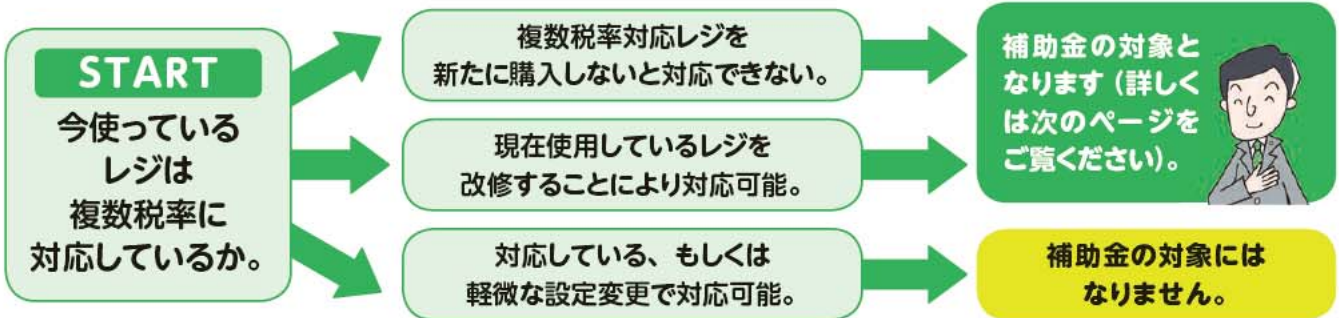 START
今使っている
レジは
複数税率に
対応しているか。
複数税率対応レジを
新たに購入しないと対応できない。
現在使用しているレジを
改修することにより対応可能。
対応している、もしくは
軽微な設定変更で対応可能。
補助金の対象と
なります（詳しく
は次のページを
ご覧ください）。
補助金の対象には
なりません。